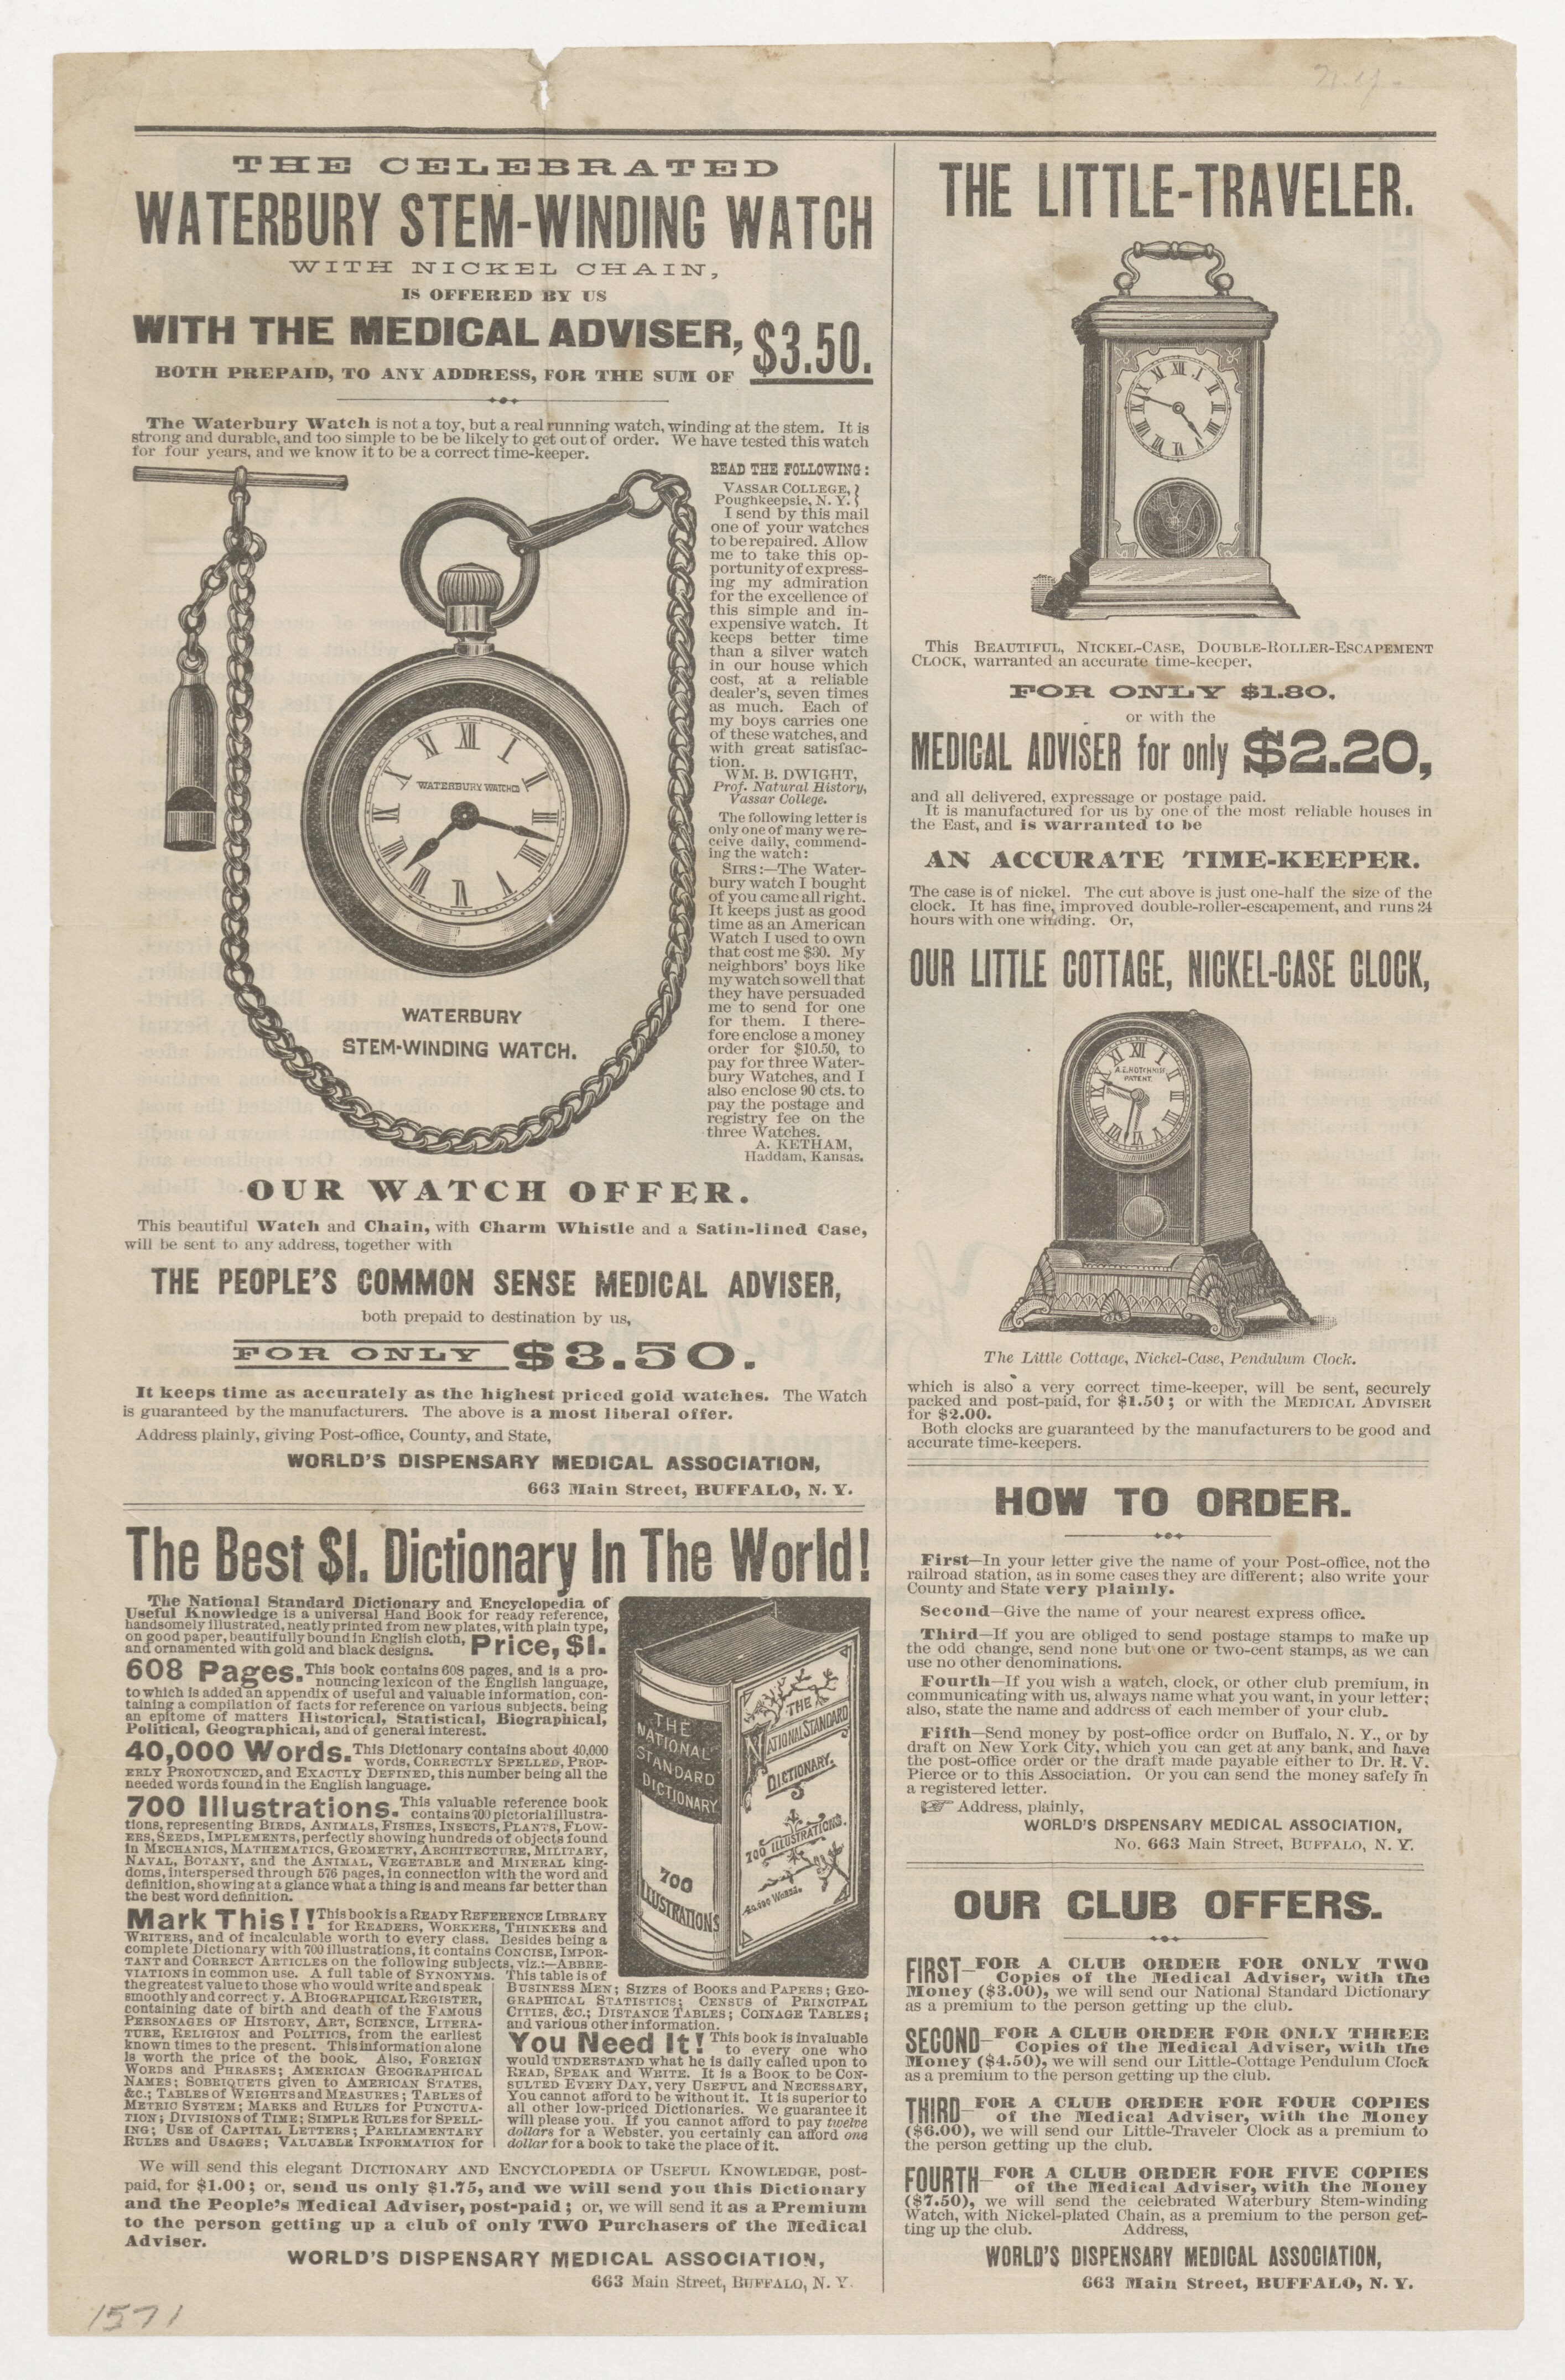 N.Y.
THE CELEBRATED
WATERBURY STEM-WINDING WATCH
WITH NICKEL CHAIN,
IS OFFERED BY US
WITH THE MEDICAL ADVISER, $3.50.
BOTH PREPAID, TO ANY ADDRESS, FOR THE SUM OF
The Waterbury Watch is not a toy, but a real running watch, winding at the stem. It is
strong and durable, and too simple to be be likely to get out of order. We have tested this watch
for four years, and we know it to be a correct time-keeper.
WATERBURY WATCH CO
XII
I
II
III
IIII
V
VI
VII
VIII
IX
X
XI
WATERBURY
STEM-WINDING WATCH.
READ THE FOLLOWING:
VASSAR COLLEGE, }
Poughkeepsie, N. Y. }
I send by this mail
one of your watches
to be repaired. Allow
me to take this op-
portunity of express-
ing my admiration
for the excellence of
this simple and in-
expensive watch. It
keeps better time
than a silver watch
in our house which
cost, at a reliable
dealer's, seven times
as much. Each of
my boys carries one
of these watches, and
with great satisfac-
tion.
WM. B. DWIGHT,
Prof. Natural History,
Vassar College.
The following letter is
only one of many we re-
ceive daily, commend-
ing the watch:
SIRS:—The Water-
bury watch I bought
of you came all right.
It keeps just as good
time as an American
Watch I used to own
that cost me $30. My
neighbors' boys like
my watch so well that
they have persuaded
me to send for one
for them. I there-
fore enclose a money
order for $10.50, to
pay for three Water-
bury Watches, and I
also enclose 90 cts. to
pay the postage and
registry fee on the
three Watches.
A. KETHAM,
Haddam, Kansas.
OUR WATCH OFFER.
This beautiful Watch and Chain, with Charm Whistle and a Satin-lined Case,
will be sent to any address, together with
THE PEOPLE'S COMMON SENSE MEDICAL ADVISER,
both prepaid to destination by us,
FOR ONLY $3.50.
It keeps time as accurately as the highest priced gold watches. The Watch
is guaranteed by the manufacturers. The above is a most liberal offer.
Address plainly, giving Post-office, County, and State,
WORLD'S DISPENSARY MEDICAL ASSOCIATION,
663 Main Street, BUFFALO, N. Y.
The Best $1. Dictionary In The World!
The National Standard Dictionary and Encyclopedia of
Useful Knowledge is a universal Hand Book for ready reference,
handsomely illustrated, neatly printed from new plates, with plain type,
on good paper, beautifully bound in English cloth, Price, $1.
and ornamented with gold and black designs.
608 Pages. This book contains 608 pages, and is a pro-
nouncing lexicon of the English language,
to which is added an appendix of useful and valuable information, con-
taining a compilation of facts for reference on various subjects, being
an epitome of matters Historical, Statistical, Biographical,
Political, Geographical, and of general interest.
40,000 Words. This Dictionary contains about 40,000
words, CORRECTLY SPELLED, PROP-
ERLY PRONOUNCED, and EXACTLY DEFINED, this number being all the
needed words found in the English language.
700 Illustrations. This valuable reference book
contains 700 pictorial illustra-
tions, representing BIRDS, ANIMALS, FISHES, INSECTS, PLANTS, FLOW-
ERS, SEEDS, IMPLEMENTS, perfectly showing hundreds of objects found
in MECHANICS, MATHEMATICS, GEOMETRY, ARCHITECTURE, MILITARY,
NAVAL, BOTANY, and the ANIMAL, VEGETABLE and MINERAL king-
doms, interspersed through 576 pages, in connection with the word and
definition, showing at a glance what a thing is and means far better than
the best word definition.
Mark This!! This book is a READY REFERENCE LIBRARY
for READERS, WORKERS, THINKERS and
WRITERS, and of incalculable worth to every class. Desides being a
complete Dictionary with 700 illustrations, it contains CONCISE, IMPOR-
TANT and CORRECT ARTICLES on the following subjects, viz.:—ABBRE-
VIATIONS in common use. A full table of SYNONYMS. This table is of
the greatest value to those who would write and speak
smoothly and correct y. A BIOGRAPHICAL REGISTER,
containing date of birth and death of the FAMOUS
PERSONAGES OF HISTORY, ART, SCIENCE, LITERA-
TURE, RELIGION and POLITICS, from the earliest
known times to the present. This information alone
is worth the price of the book. Also, FOREIGN
WORDS and PHRASES; AMERICAN GEOGRAPHICAL
NAMES; SOBRIQUETS given to AMERICAN STATES,
&c.; TABLES of WEIGHTS and MEASURES; TABLES of
METRIC SYSTEM; MARKS and RULES for PUNCTUA-
TION; DIVISIONS of TIME; SIMPLE RULES for SPELL-
ING; USE of CAPITAL LETTERS; PARLIAMENTARY
RULES and USAGES; VALUABLE INFORMATION for
BUSINESS MEN; SIZES of BOOKS and PAPERS; GEO-
GRAPHICAL STATISTICS; CENSUS of PRINCIPAL
CITIES, &c.; DISTANCE TABLES; COINAGE TABLES;
and various other information.
You Need It! This book is invaluable
to every one who
would UNDERSTAND what he is daily called upon to
READ, SPEAK and WRITE. It is a BOOK to be CON-
SULTED EVERY DAY, very USEFUL and NECESSARY.
You cannot afford to be without it. It is superior to
all other low-priced Dictionaries. We guarantee it
will please you. If you cannot afford to pay twelve
dollars for a Webster, you certainly can afford one
dollar for a book to take the place of it.
THE
NATIONAL
STANDARD
DICTIONARY
700
ILLUSTRATIONS
THE
NATIONAL STANDARD
DICTIONARY.
700 ILLUSTRATIONS.
40,000 WORDS.
We will send this elegant DICTIONARY AND ENCYCLOPEDIA OF USEFUL KNOWLEDGE, post-
paid, for $1.00; or, send us only $1.75, and we will send you this Dictionary
and the People's Medical Adviser, post-paid; or, we will send it as a Premium
to the person getting up a club of only TWO Purchasers of the Medical
Adviser.
WORLD'S DISPENSARY MEDICAL ASSOCIATION,
663 Main Street, BUFFALO, N. Y.
1571
THE LITTLE-TRAVELER.
This BEAUTIFUL, NICKEL-CASE, DOUBLE-ROLLER-ESCAPEMENT
CLOCK, warranted an accurate time-keeper,
FOR ONLY $1.80,
or with the
MEDICAL ADVISER for only $2.20,
and all delivered, expressage or postage paid.
It is manufactured for us by one of the most reliable houses in
the East, and is warranted to be
AN ACCURATE TIME-KEEPER.
The case is of nickel. The cut above is just one-half the size of the
clock. It has fine, improved double-roller-escapement, and runs 24
hours with one winding. Or,
OUR LITTLE COTTAGE, NICKEL-CASE CLOCK,
A.E. HOTCHKISS
PATENT.
The Little Cottage, Nickel-Case, Pendulum Clock.
which is also a very correct time-keeper, will be sent, securely
packed and post-paid, for $1.50; or with the MEDICAL ADVISER
for $2.00.
Both clocks are guaranteed by the manufacturers to be good and
accurate time-keepers.
HOW TO ORDER.
First—In your letter give the name of your Post-office, not the
railroad station, as in some cases they are different; also write your
County and State very plainly.
Second—Give the name of your nearest express office.
Third—If you are obliged to send postage stamps to make up
the odd change, send none but one or two-cent stamps, as we can
use no other denominations.
Fourth—If you wish a watch, clock, or other club premium, in
communicating with us, always name what you want, in your letter;
also, state the name and address of each member of your club.
Fifth—Send money by post-office order on Buffalo, N. Y., or by
draft on New York City, which you can get at any bank, and have
the post-office order or the draft made payable either to Dr. R. V.
Pierce or to this Association. Or you can send the money safely in
a registered letter.
☞ Address, plainly,
WORLD'S DISPENSARY MEDICAL ASSOCIATION,
No. 663 Main Street, BUFFALO, N. Y.
OUR CLUB OFFERS.
FIRST—FOR A CLUB ORDER FOR ONLY TWO
Copies of the Medical Adviser, with the
Money ($3.00), we will send our National Standard Dictionary
as a premium to the person getting up the club.
SECOND—FOR A CLUB ORDER FOR ONLY THREE
Copies of the Medical Adviser, with the
Money ($4.50), we will send our Little-Cottage Pendulum Clock
as a premium to the person getting up the club.
THIRD—FOR A CLUB ORDER FOR FOUR COPIES
of the Medical Adviser, with the Money
($6.00), we will send our Little-Traveler Clock as a premium to
the person getting up the club.
FOURTH—FOR A CLUB ORDER FOR FIVE COPIES
of the Medical Adviser, with the Money
($7.50), we will send the celebrated Waterbury Stem-winding
Watch, with Nickel-plated Chain, as a premium to the person get-
ting up the club. Address,
WORLD'S DISPENSARY MEDICAL ASSOCIATION,
663 Main Street, BUFFALO, N. Y.